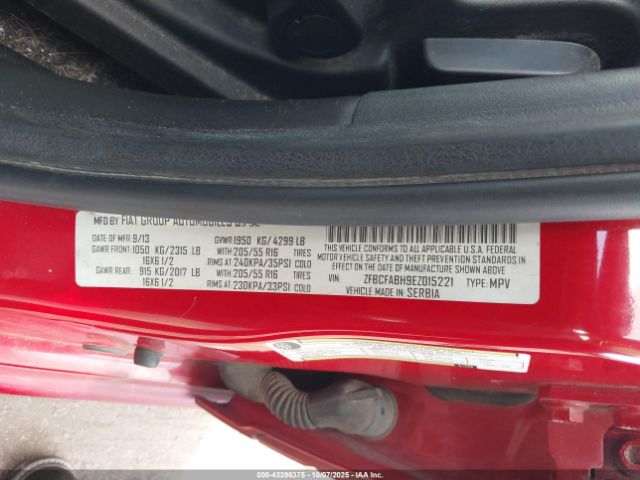 MFD BY FIAT GROUP AUTOMOBILES S.P.A.
DATE OF MFR 9/13 GVWR: 1950 KG/4299 LB
GAWR FRONT: 1050 KG/2315 LB WITH 205/55 R16 TIRES
16X6 1/2 RIMS AT 240KPA/35PSI COLD
GAWR REAR: 915 KG/2017 LB WITH 205/55 R16 TIRES
16X6 1/2 RIMS AT 230KPA/33PSI COLD
THIS VEHICLE CONFORMS TO ALL APPLICABLE U.S.A. FEDERAL
MOTOR VEHICLE SAFETY, BUMPER AND THEFT PREVENTION STANDARDS
IN EFFECT ON THE DATE OF MANUFACTURE SHOWN ABOVE
VIN: ZFBCFABH9EZ015221 TYPE: MPV
VEHICLE MADE IN SERBIA
000-43396375 - 10/07/2025 - IAA Inc.